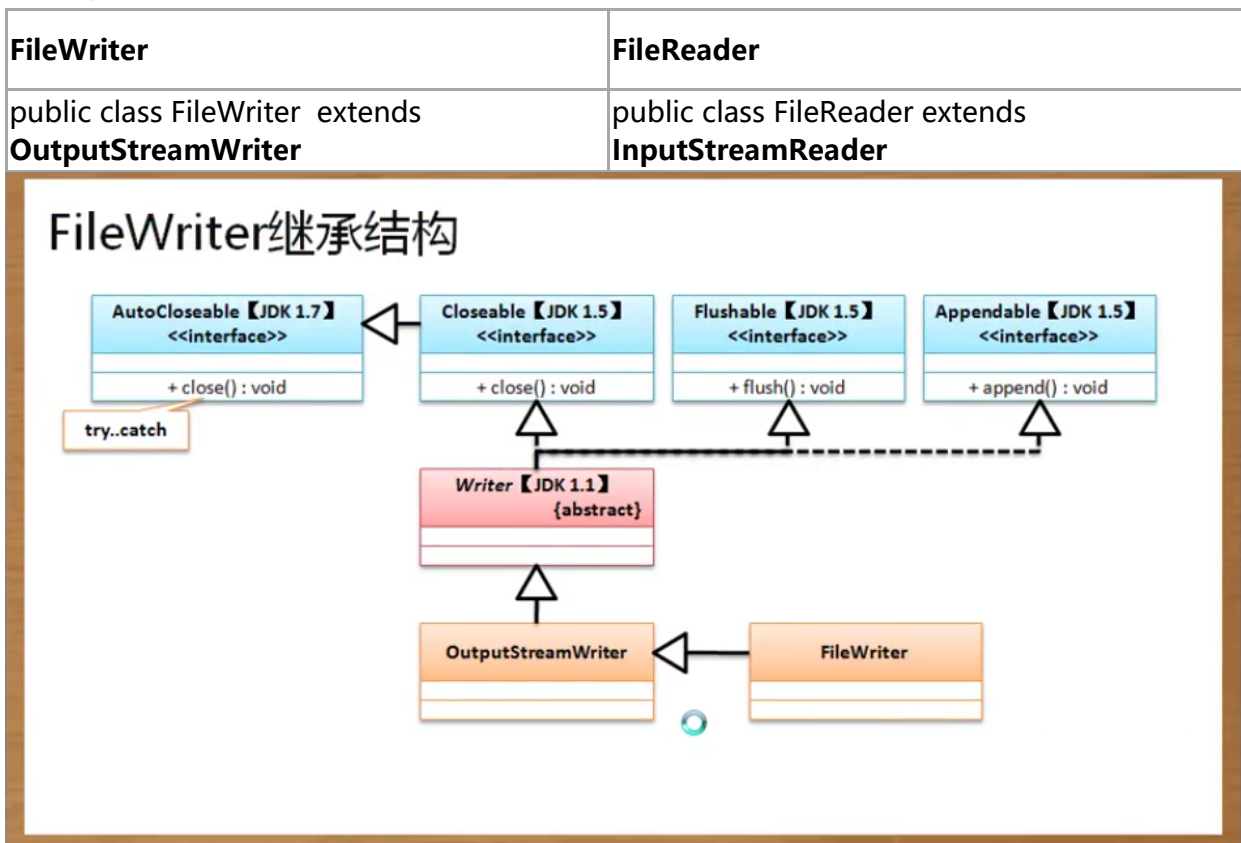 FileWriter
FileReader
public class FileWriter  extends
OutputStreamWriter
public class FileReader extends
InputStreamReader
FileWriter继承结构
AutoCloseable【JDK 1.7】
<<interface>>
+ close() : void
Closeable【JDK 1.5】
<<interface>>
+ close() : void
Flushable【JDK 1.5】
<<interface>>
+ flush() : void
Appendable【JDK 1.5】
<<interface>>
+ append() : void
try..catch
Writer【JDK 1.1】
{abstract}
OutputStreamWriter
FileWriter